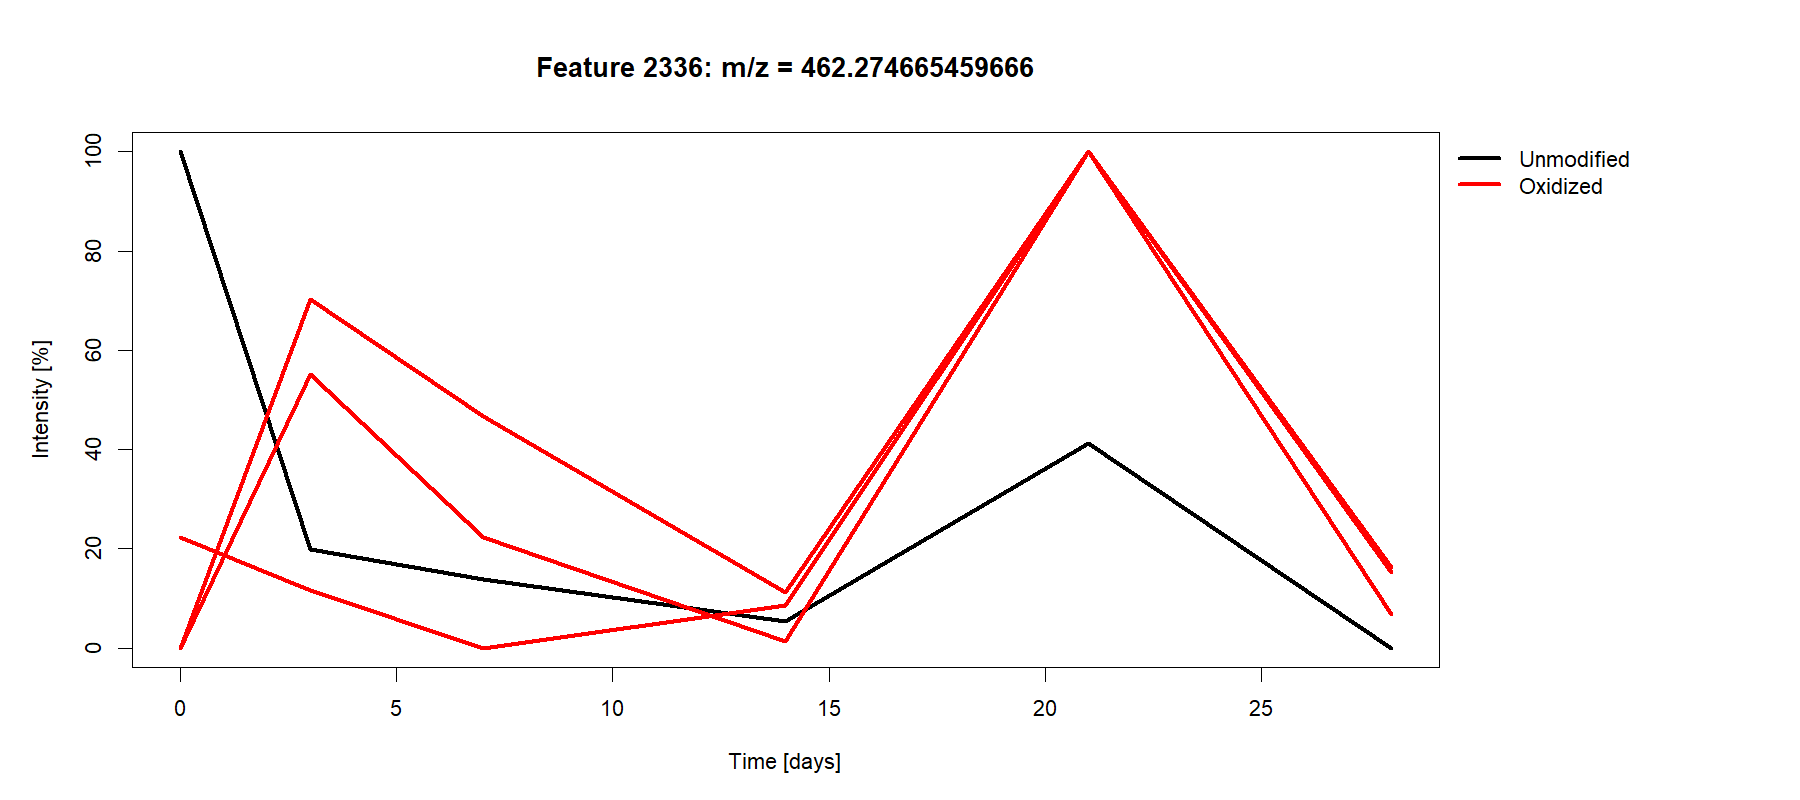 Feature 2336: m/z = 462.274665459666
Unmodified
Oxidized
Intensity [%]
100
80
60
40
20
0
0 5 10 15 20 25
Time [days]